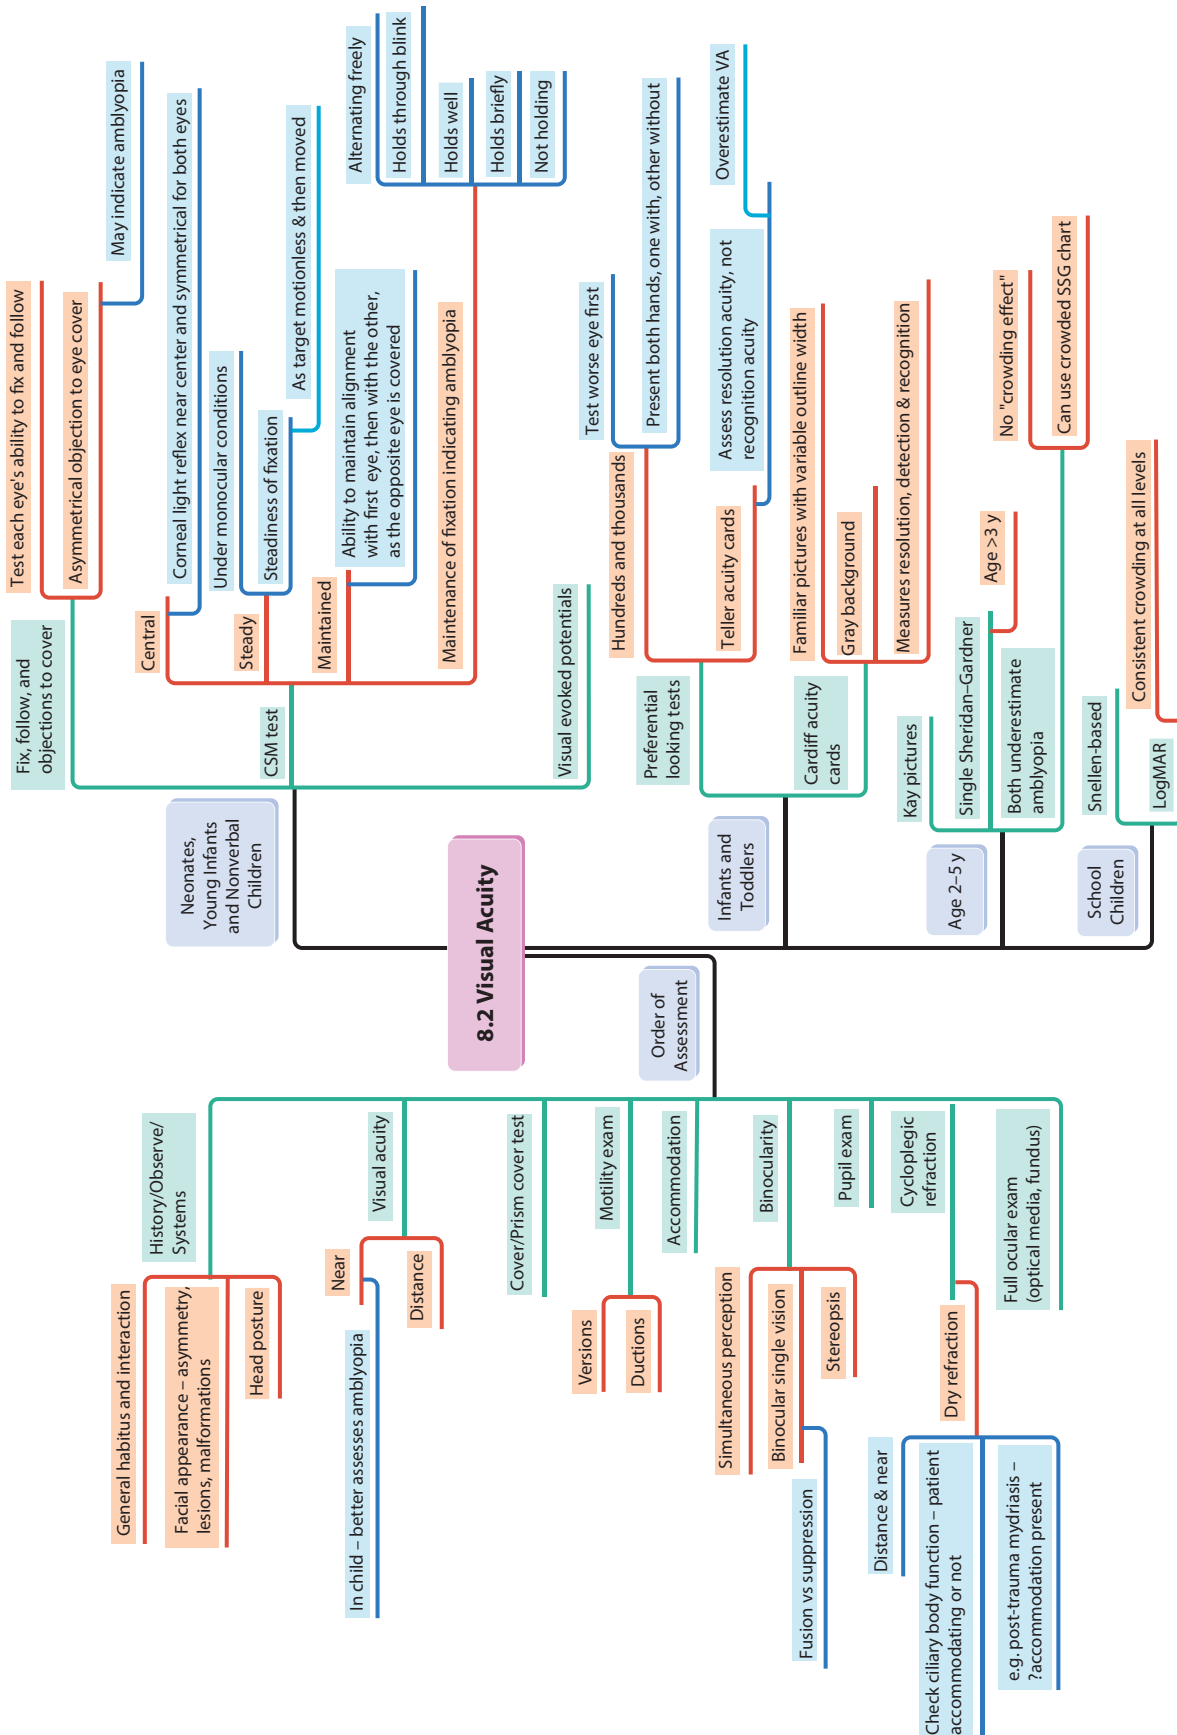 8.2 Visual Acuity
Neonates,
Young Infants
and Nonverbal
Children
Fix, follow, and
objections to cover
Test each eye's ability to fix and follow
Asymmetrical objection to eye cover
May indicate amblyopia
CSM test
Central
Corneal light reflex near center and symmetrical for both eyes
Steady
Under monocular conditions
Steadiness of fixation
As target motionless & then moved
Maintained
Ability to maintain alignment
with first eye, then with the other,
as the opposite eye is covered
Maintenance of fixation indicating amblyopia
Alternating freely
Holds through blink
Holds well
Holds briefly
Not holding
Visual evoked potentials
Infants and
Toddlers
Preferential
looking tests
Hundreds and thousands
Test worse eye first
Present both hands, one with, other without
Teller acuity cards
Assess resolution acuity, not
recognition acuity
Overestimate VA
Cardiff acuity
cards
Familiar pictures with variable outline width
Gray background
Measures resolution, detection & recognition
Age 2–5 y
Kay pictures
Single Sheridan–Gardner
Age >3 y
Both underestimate
amblyopia
No "crowding effect"
Can use crowded SSG chart
School
Children
Snellen-based
LogMAR
Consistent crowding at all levels
Order of
Assessment
History/Observe/
Systems
General habitus and interaction
Facial appearance – asymmetry,
lesions, malformations
Head posture
Visual acuity
Near
In child – better assesses amblyopia
Distance
Cover/Prism cover test
Motility exam
Versions
Ductions
Accommodation
Binocularity
Simultaneous perception
Binocular single vision
Fusion vs suppression
Stereopsis
Pupil exam
Cycloplegic
refraction
Dry refraction
Distance & near
Check ciliary body function – patient
accommodating or not
e.g. post-trauma mydriasis –
?accommodation present
Full ocular exam
(optical media, fundus)